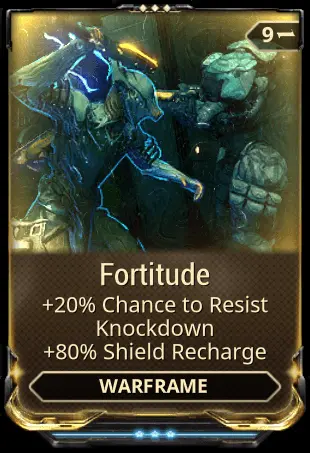 9
Fortitude
+20% Chance to Resist
Knockdown
+80% Shield Recharge
WARFRAME